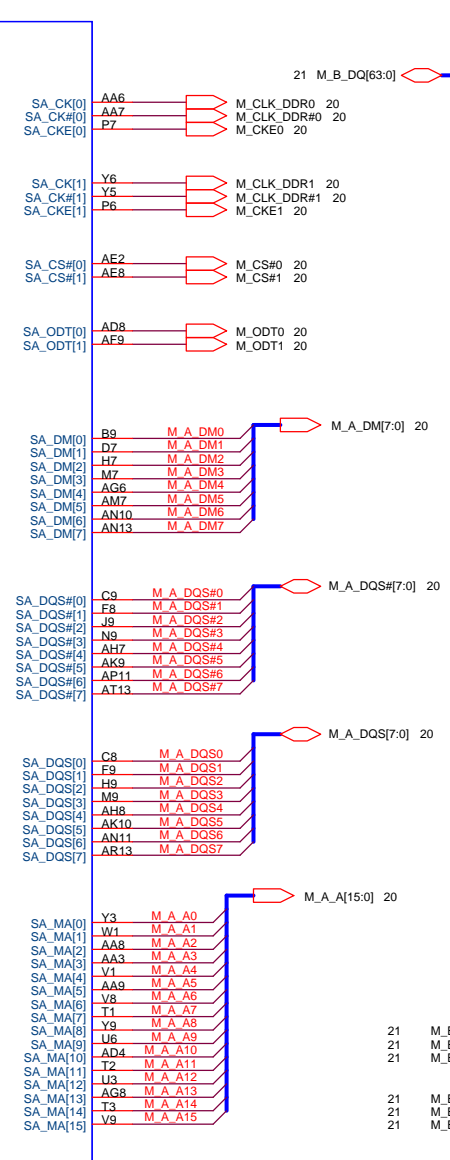 21 M_B_DQ[63:0]
SA_CK[0] AA6 M_CLK_DDR0 20
SA_CK#[0] AA7 M_CLK_DDR#0 20
SA_CKE[0] P7 M_CKE0 20
SA_CK[1] Y6 M_CLK_DDR1 20
SA_CK#[1] Y5 M_CLK_DDR#1 20
SA_CKE[1] P6 M_CKE1 20
SA_CS#[0] AE2 M_CS#0 20
SA_CS#[1] AE8 M_CS#1 20
SA_ODT[0] AD8 M_ODT0 20
SA_ODT[1] AF9 M_ODT1 20
M_A_DM[7:0] 20
SA_DM[0] B9 M_A_DM0
SA_DM[1] D7 M_A_DM1
SA_DM[2] H7 M_A_DM2
SA_DM[3] M7 M_A_DM3
SA_DM[4] AG6 M_A_DM4
SA_DM[5] AM7 M_A_DM5
SA_DM[6] AN10 M_A_DM6
SA_DM[7] AN13 M_A_DM7
M_A_DQS#[7:0] 20
SA_DQS#[0] C9 M_A_DQS#0
SA_DQS#[1] F8 M_A_DQS#1
SA_DQS#[2] J9 M_A_DQS#2
SA_DQS#[3] N9 M_A_DQS#3
SA_DQS#[4] AH7 M_A_DQS#4
SA_DQS#[5] AK9 M_A_DQS#5
SA_DQS#[6] AP11 M_A_DQS#6
SA_DQS#[7] AT13 M_A_DQS#7
M_A_DQS[7:0] 20
SA_DQS[0] C8 M_A_DQS0
SA_DQS[1] F9 M_A_DQS1
SA_DQS[2] H9 M_A_DQS2
SA_DQS[3] M9 M_A_DQS3
SA_DQS[4] AH8 M_A_DQS4
SA_DQS[5] AK10 M_A_DQS5
SA_DQS[6] AN11 M_A_DQS6
SA_DQS[7] AR13 M_A_DQS7
M_A_A[15:0] 20
SA_MA[0] Y3 M_A_A0
SA_MA[1] W1 M_A_A1
SA_MA[2] AA8 M_A_A2
SA_MA[3] AA3 M_A_A3
SA_MA[4] V1 M_A_A4
SA_MA[5] AA9 M_A_A5
SA_MA[6] V8 M_A_A6
SA_MA[7] T1 M_A_A7
SA_MA[8] Y9 M_A_A8 21
SA_MA[9] U6 M_A_A9 21
SA_MA[10] AD4 M_A_A10 21
SA_MA[11] T2 M_A_A11
SA_MA[12] U3 M_A_A12
SA_MA[13] AG8 M_A_A13 21
SA_MA[14] T3 M_A_A14 21
SA_MA[15] V9 M_A_A15 21